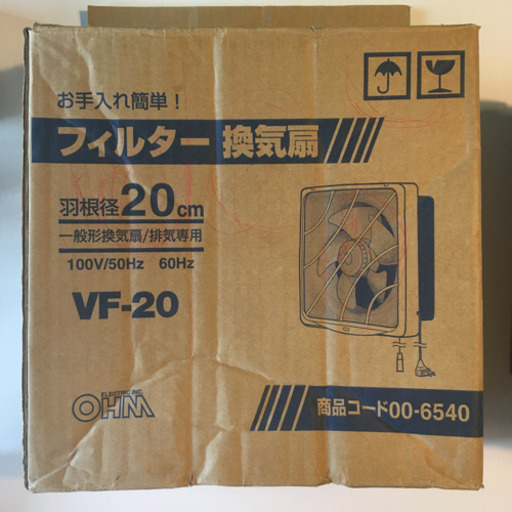 お手入れ簡単！
フィルター 換気扇
羽根径20cm
一般形換気扇/排気専用
100V/50Hz 60Hz
VF-20
ELECTRIC INC.
OHM
商品コード00-6540